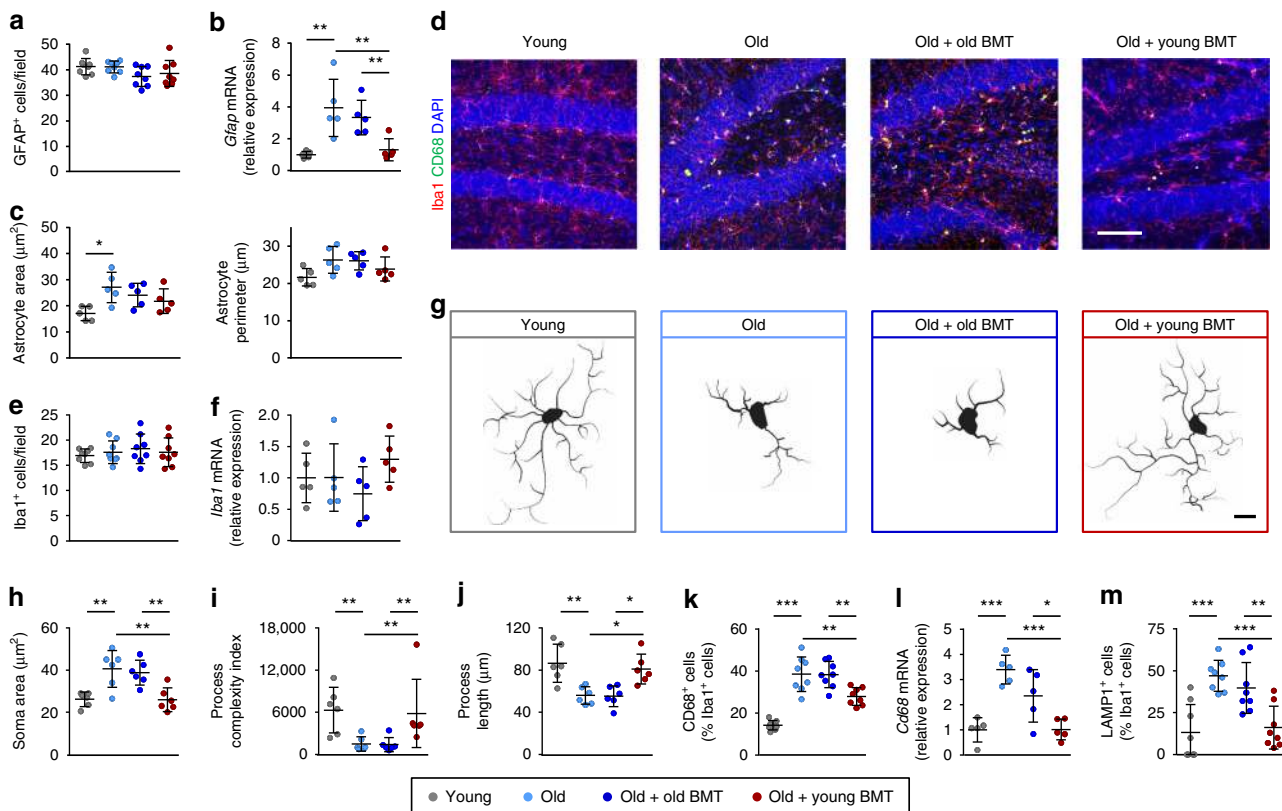 a
GFAP⁺ cells/field
50
40
30
20
10
0
b
Gfap mRNA
(relative expression)
8
6
4
2
0
**
**
**
c
Astrocyte area (μm²)
50
40
30
20
10
0
*
Astrocyte
perimeter (μm)
30
20
10
0
d
Young
Old
Old + old BMT
Old + young BMT
Iba1 CD68 DAPI
e
Iba1⁺ cells/field
25
20
15
10
5
0
f
Iba1 mRNA
(relative expression)
2.0
1.5
1.0
0.5
0
g
Young
Old
Old + old BMT
Old + young BMT
h
Soma area (μm²)
80
60
40
20
0
**
**
**
i
Process
complexity index
18,000
12,000
6000
0
**
**
**
j
Process
length (μm)
120
80
40
0
**
*
*
k
CD68⁺ cells
(% Iba1⁺ cells)
60
40
20
0
***
**
**
l
Cd68 mRNA
(relative expression)
5
4
3
2
1
0
***
*
***
m
LAMP1⁺ cells
(% Iba1⁺ cells)
75
50
25
0
***
**
***
Young
Old
Old + old BMT
Old + young BMT